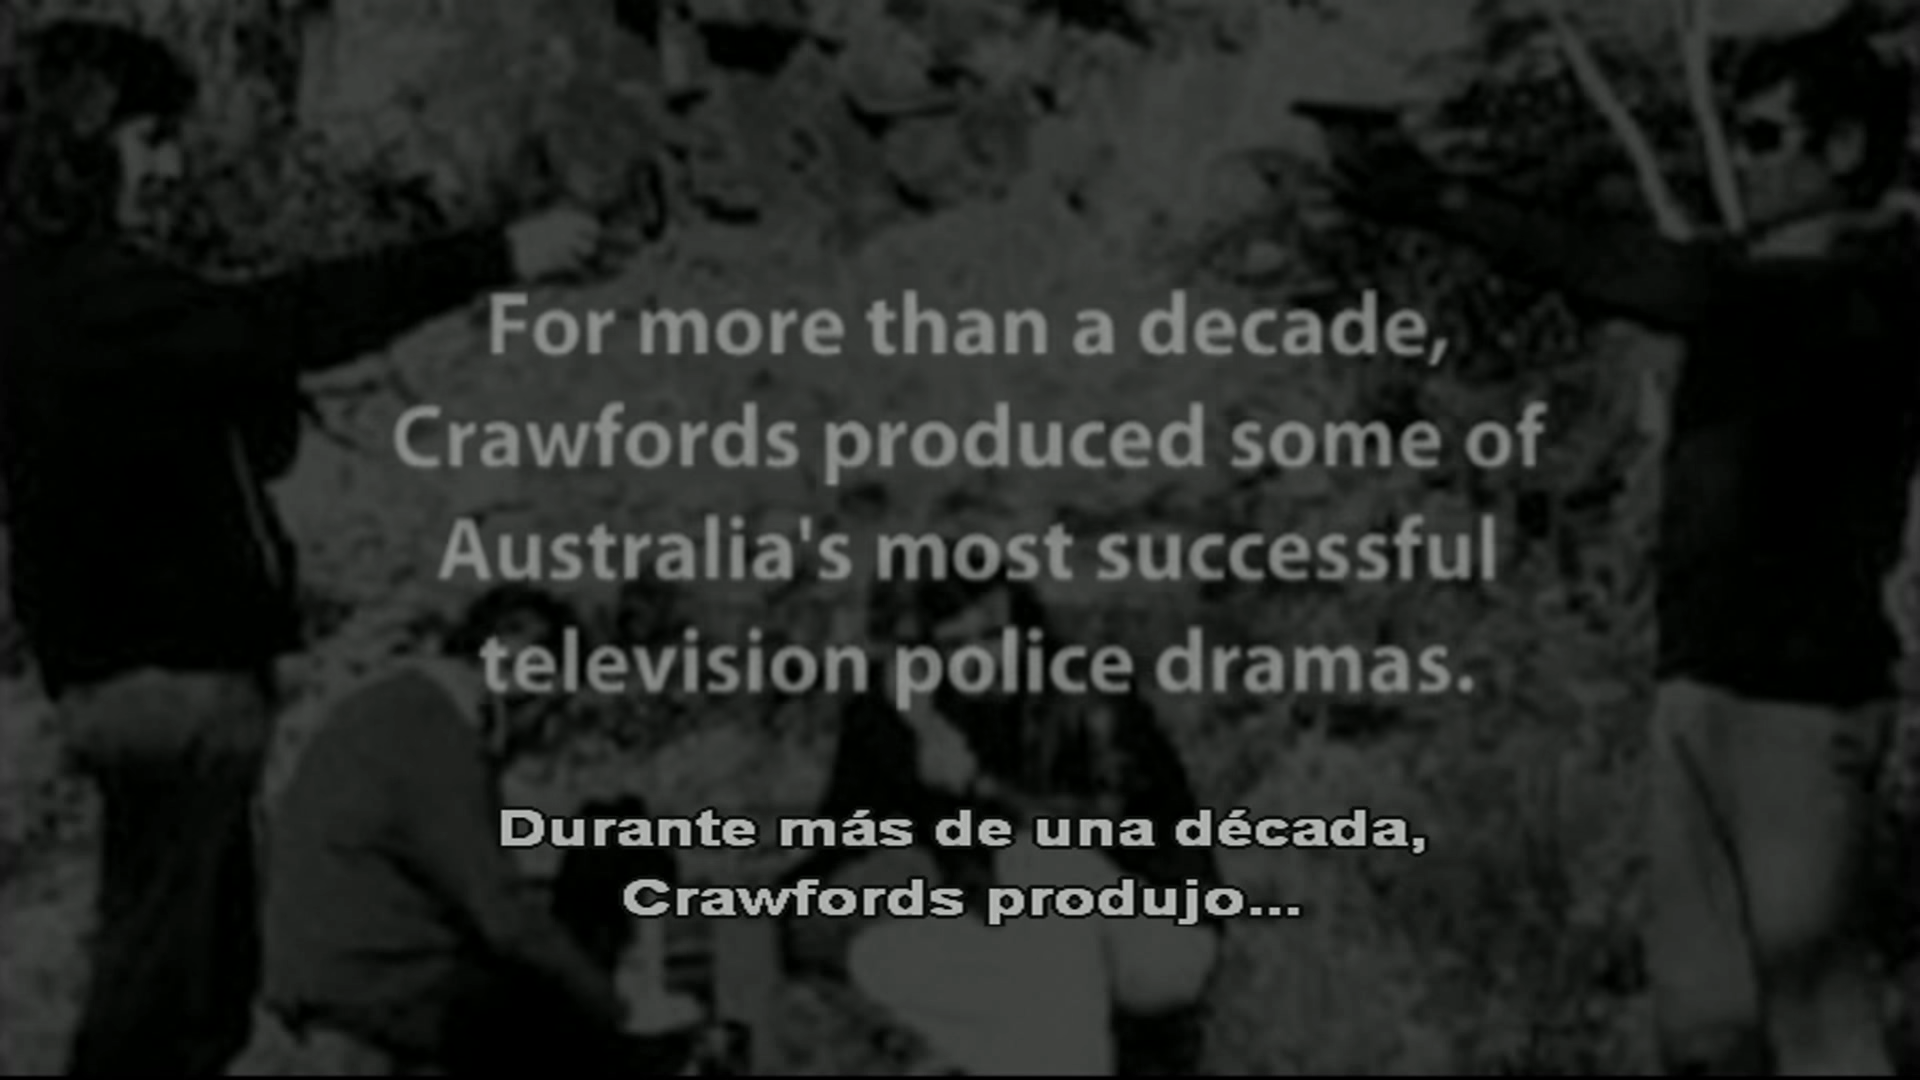 For more than a decade,
Crawfords produced some of
Australia's most successful
television police dramas.
Durante más de una década,
Crawfords produjo...